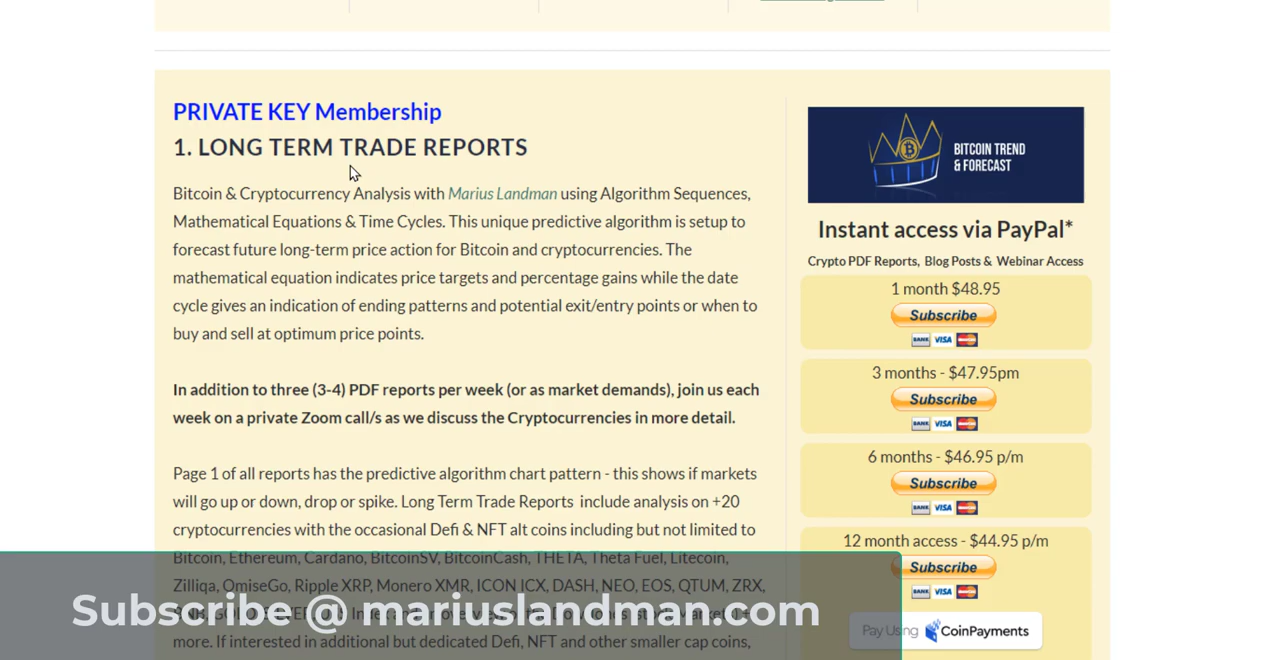 PRIVATE KEY Membership
1. LONG TERM TRADE REPORTS
Bitcoin & Cryptocurrency Analysis with Marius Landman using Algorithm Sequences,
Mathematical Equations & Time Cycles. This unique predictive algorithm is setup to
forecast future long-term price action for Bitcoin and cryptocurrencies. The
mathematical equation indicates price targets and percentage gains while the date
cycle gives an indication of ending patterns and potential exit/entry points or when to
buy and sell at optimum price points.
In addition to three (3-4) PDF reports per week (or as market demands), join us each
week on a private Zoom call/s as we discuss the Cryptocurrencies in more detail.
Page 1 of all reports has the predictive algorithm chart pattern - this shows if markets
will go up or down, drop or spike. Long Term Trade Reports include analysis on +20
cryptocurrencies with the occasional Defi & NFT alt coins including but not limited to
Bitcoin, Ethereum, Cardano, BitcoinSV, BitcoinCash, THETA, Theta Fuel, Litecoin,
Zilliqa, OmiseGo, Ripple XRP, Monero XMR, ICON ICX, DASH, NEO, EOS, QTUM, ZRX,
more. If interested in additional but dedicated Defi, NFT and other smaller cap coins,
BITCOIN TREND
& FORECAST
Instant access via PayPal*
Crypto PDF Reports, Blog Posts & Webinar Access
1 month $48.95
Subscribe
BANK VISA
3 months - $47.95pm
Subscribe
BANK VISA
6 months - $46.95 p/m
Subscribe
BANK VISA
12 month access - $44.95 p/m
Subscribe
BANK VISA
Pay Using CoinPayments
Subscribe @ mariuslandman.com